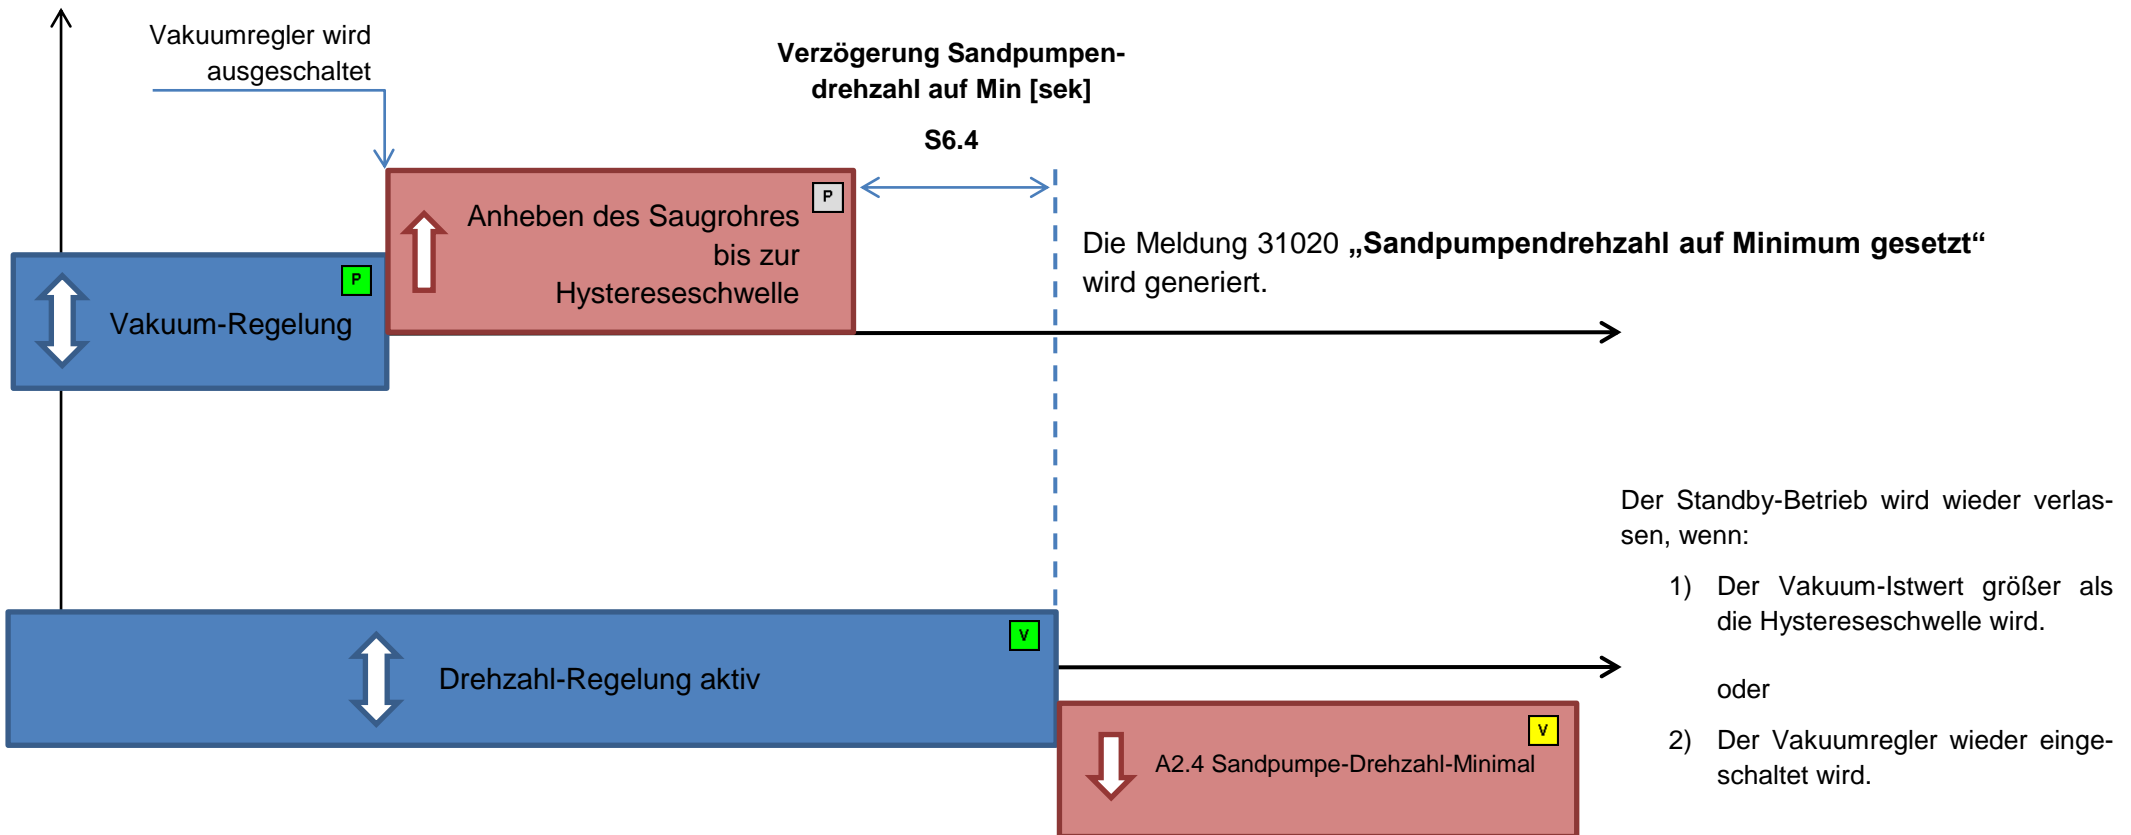 Vakuumregler wird
ausgeschaltet
Verzögerung Sandpumpen-
drehzahl auf Min [sek]
S6.4
P
Anheben des Saugrohres
bis zur
Hystereseschwelle
Die Meldung 31020 „Sandpumpendrehzahl auf Minimum gesetzt“
wird generiert.
P
Vakuum-Regelung
Der Standby-Betrieb wird wieder verlas-
sen, wenn:
1) Der Vakuum-Istwert größer als
die Hystereseschwelle wird.
oder
2) Der Vakuumregler wieder einge-
schaltet wird.
V
Drehzahl-Regelung aktiv
V
A2.4 Sandpumpe-Drehzahl-Minimal